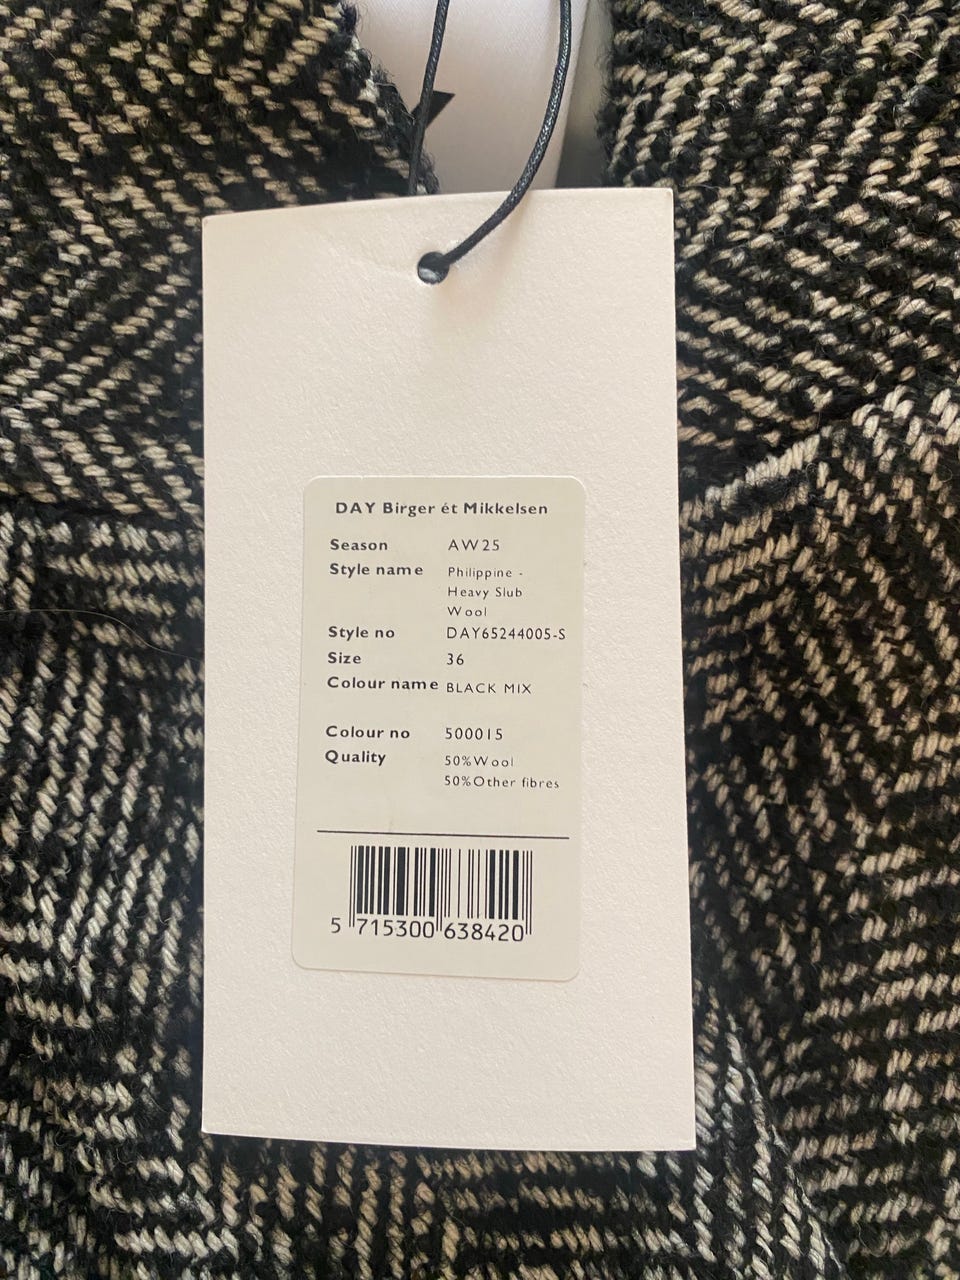 DAY Birger ét Mikkelsen
Season AW25
Style name Philippine -
Heavy Slub
Wool
Style no DAY65244005-S
Size 36
Colour name BLACK MIX
Colour no 500015
Quality 50%Wool
50%Other fibres
5 715300 638420